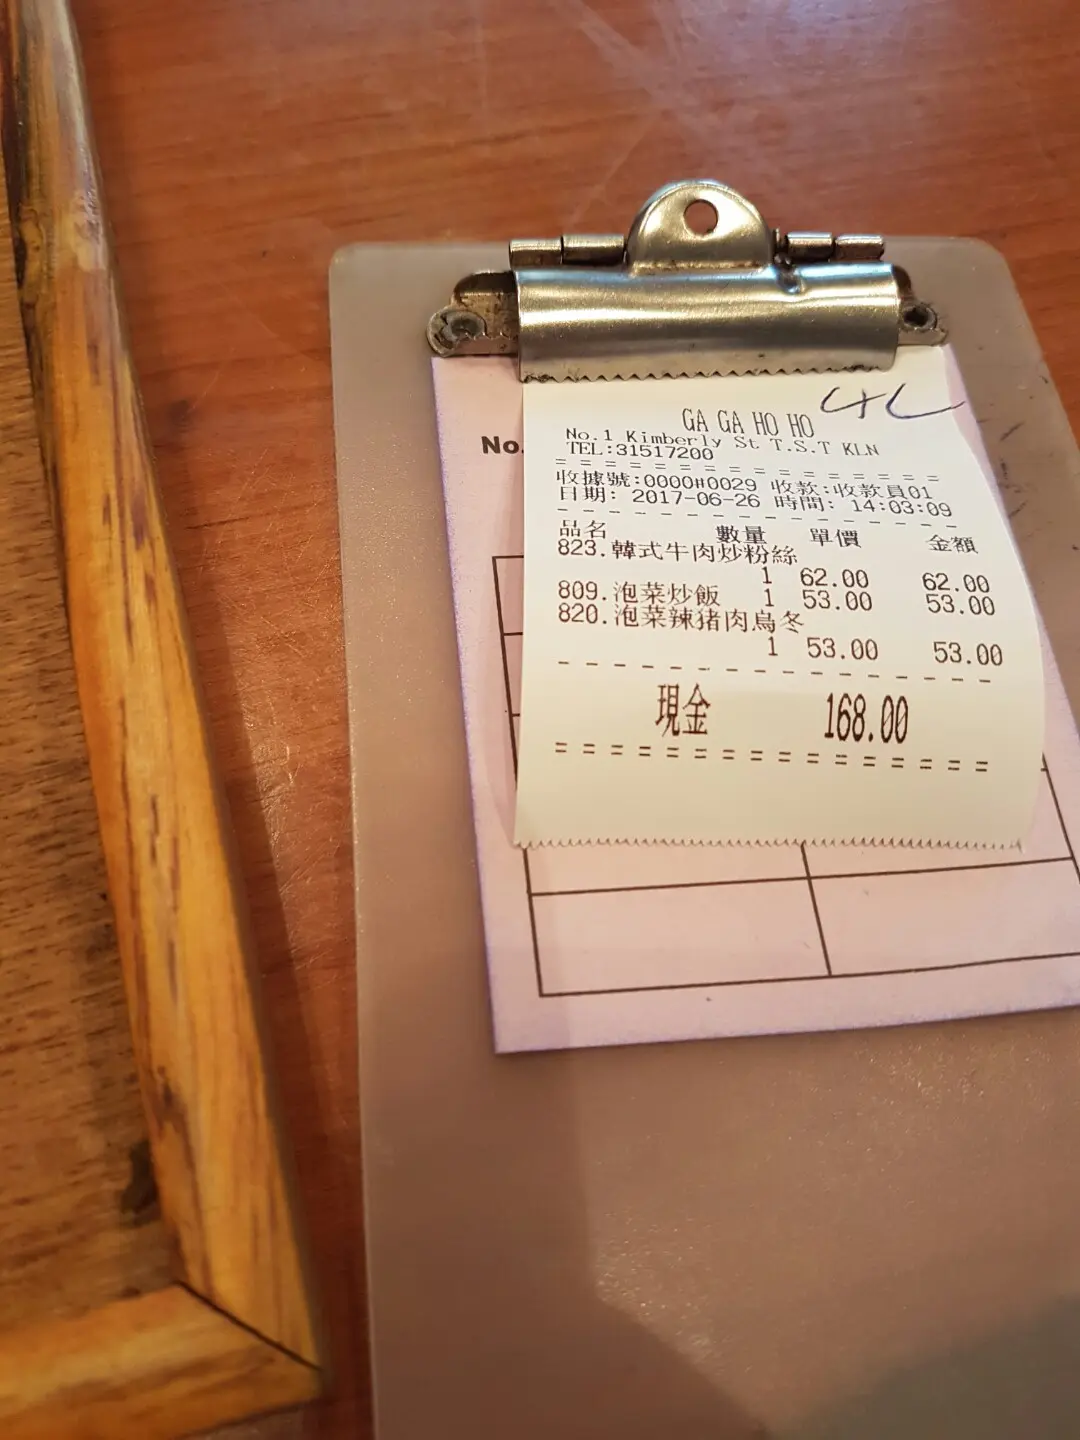 GA GA HO HO
No.1 Kimberly St T.S.T KLN
TEL:31517200
= = = = = = = = = = = = = = =
收據號:0000#0029 收款:收款員01
日期: 2017-06-26 時間: 14:03:09
- - - - - - - - - - - - - - -
品名 數量 單價 金額
823.韓式牛肉炒粉絲
1 62.00 62.00
809.泡菜炒飯 1 53.00 53.00
820.泡菜辣猪肉烏冬
1 53.00 53.00
- - - - - - - - - - - - - - - -
現金 168.00
= = = = = = = = = = = = = = = =
No.